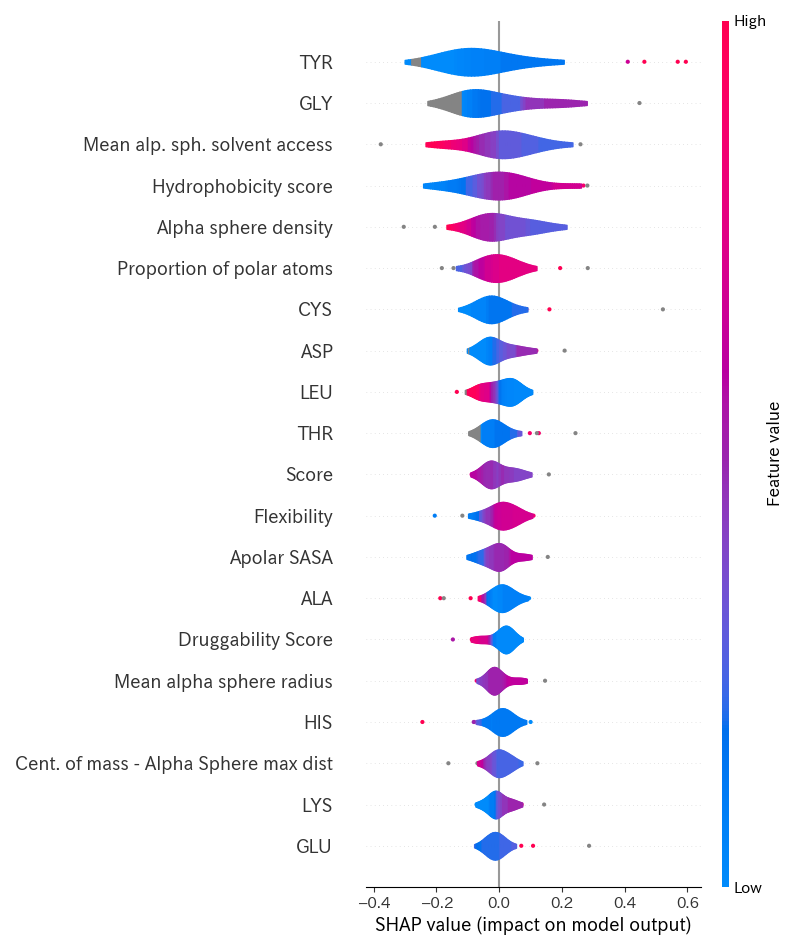 High
TYR
GLY
Mean alp. sph. solvent access
Hydrophobicity score
Alpha sphere density
Proportion of polar atoms
CYS
ASP
LEU
THR
Score
Flexibility
Apolar SASA
ALA
Druggability Score
Mean alpha sphere radius
HIS
Cent. of mass - Alpha Sphere max dist
LYS
GLU
Feature value
Low
−0.4 −0.2 0.0 0.2 0.4 0.6
SHAP value (impact on model output)